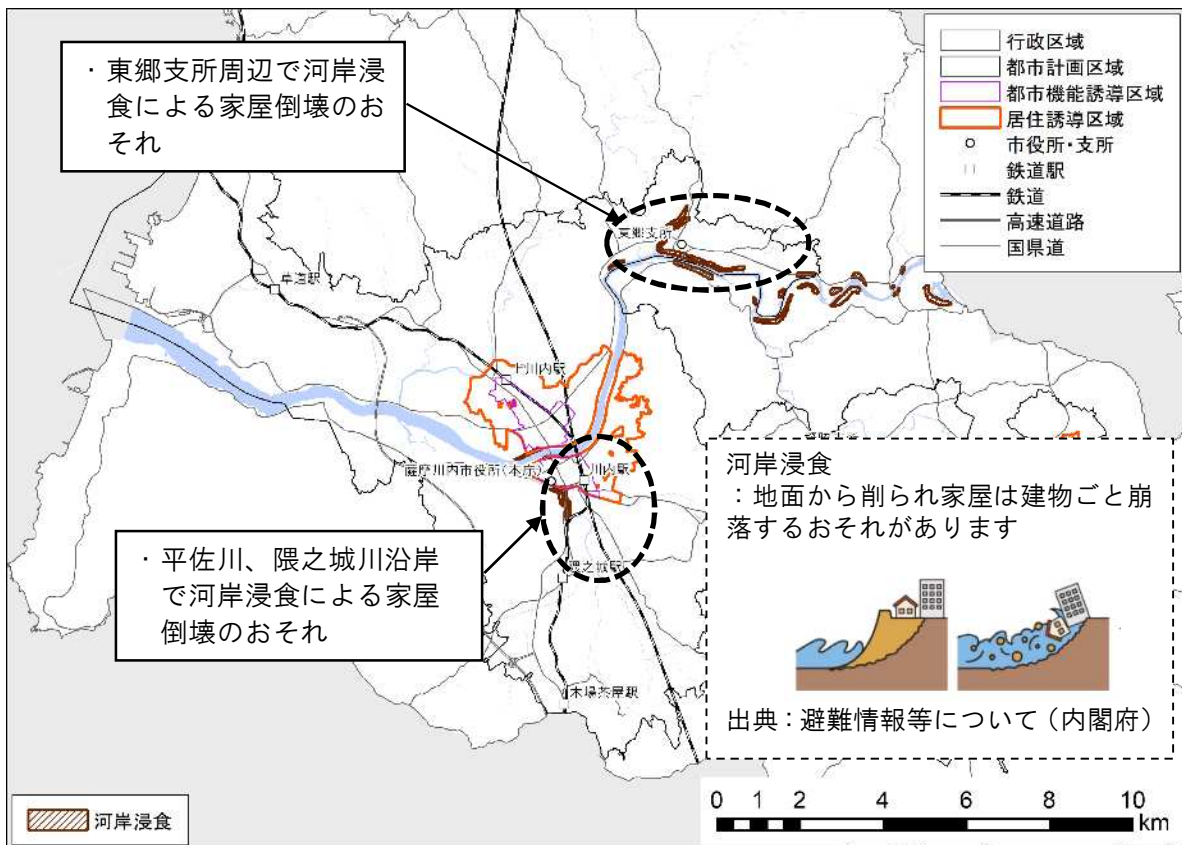 ・東郷支所周辺で河岸浸
食による家屋倒壊のお
それ
行政区域
都市計画区域
都市機能誘導区域
居住誘導区域
市役所・支所
鉄道駅
鉄道
高速道路
国県道
東郷支所
草道駅
上川内駅
薩摩川内市役所(本庁)
川内駅
隈之城駅
木場茶屋駅
・平佐川、隈之城川沿岸
で河岸浸食による家屋
倒壊のおそれ
河岸浸食
:地面から削られ家屋は建物ごと崩
落するおそれがあります
出典:避難情報等について(内閣府)
河岸浸食
0 1 2 4 6 8 10
km